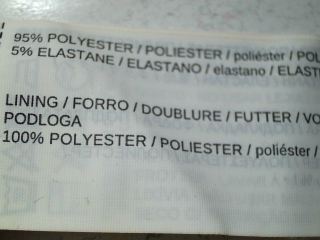 95% POLYESTER / POLIESTER / poliéster / POL
5% ELASTANE / ELASTANO / elastano / ELAST
LINING / FORRO / DOUBLURE / FUTTER / VO
PODLOGA
100% POLYESTER / POLIESTER / poliéster /